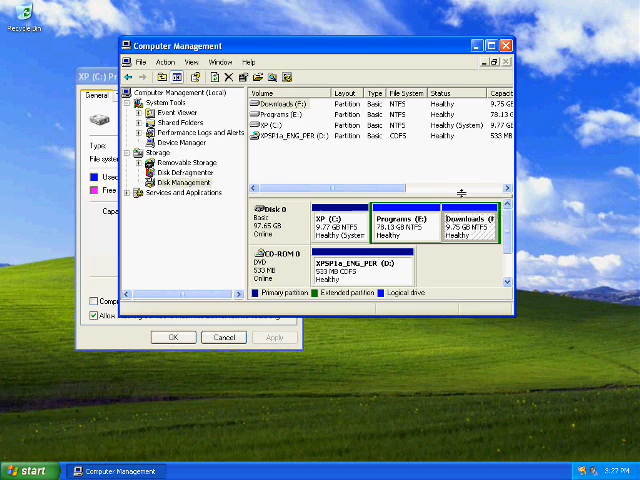 Recycle Bin
XP (C:) Pr
General
Type:
File system
Used
Free
Capa
Compr
Allow
OK
Cancel
Apply
Computer Management
File Action View Window Help
Computer Management (Local)
System Tools
Event Viewer
Shared Folders
Performance Logs and Alerts
Device Manager
Storage
Removable Storage
Disk Defragmenter
Disk Management
Services and Applications
Volume Layout Type File System Status Capacit
Downloads (F:) Partition Basic NTFS Healthy 9.75 GB
Programs (E:) Partition Basic NTFS Healthy 78.13 G
XP (C:) Partition Basic NTFS Healthy (System) 9.77 GB
XPSP1a_ENG_PER (D:) Partition Basic CDFS Healthy 533 MB
Disk 0
Basic
97.65 GB
Online
XP (C:)
9.77 GB NTFS
Healthy (System
Programs (E:)
78.13 GB NTFS
Healthy
Downloads (F
9.75 GB NTFS
Healthy
CD-ROM 0
DVD
533 MB
Online
XPSP1a_ENG_PER (D:)
533 MB CDFS
Healthy
Primary partition Extended partition Logical drive
start
Computer Management
3:27 PM